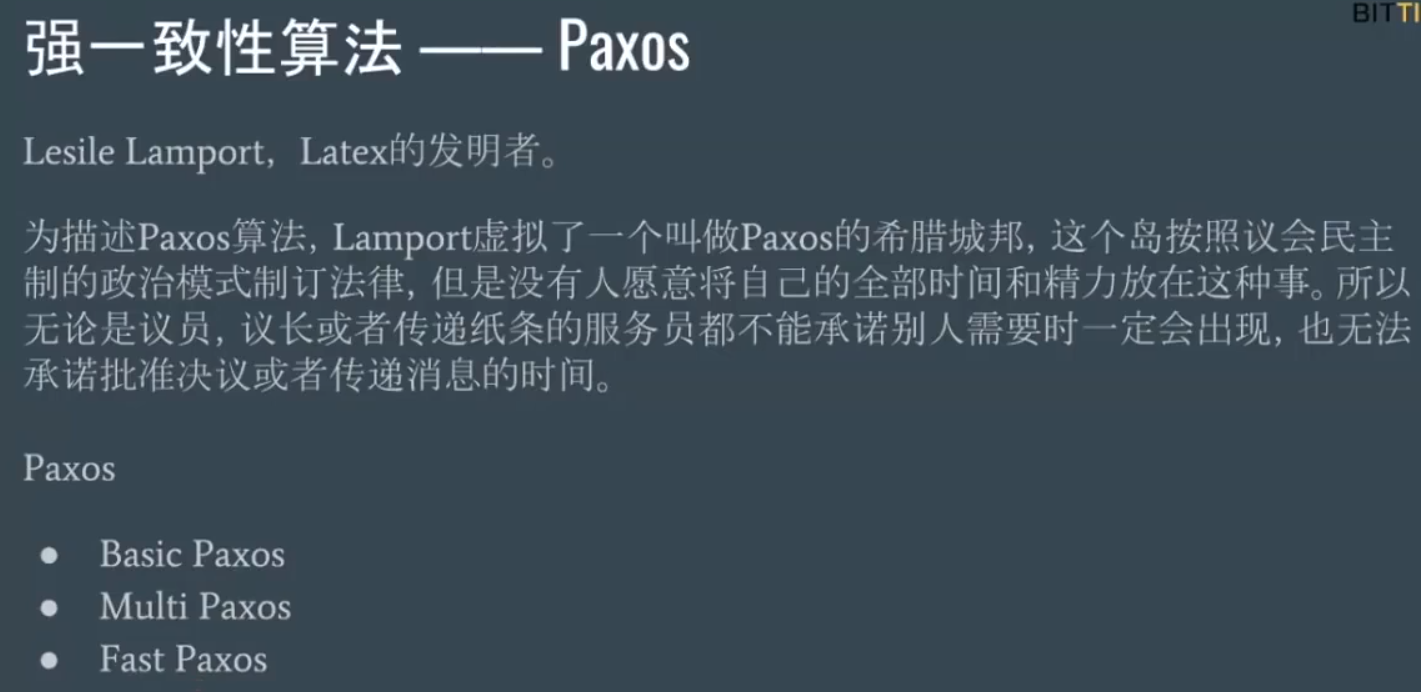 BITTI
强一致性算法 —— Paxos
Lesile Lamport，Latex的发明者。
为描述Paxos算法, Lamport虚拟了一个叫做Paxos的希腊城邦, 这个岛按照议会民主
制的政治模式制订法律, 但是没有人愿意将自己的全部时间和精力放在这种事。所以
无论是议员, 议长或者传递纸条的服务员都不能承诺别人需要时一定会出现, 也无法
承诺批准决议或者传递消息的时间。
Paxos
● Basic Paxos
● Multi Paxos
● Fast Paxos